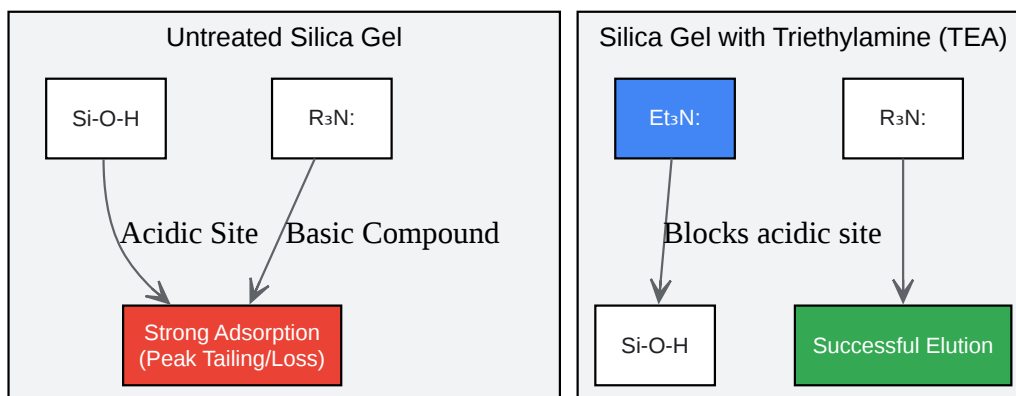 Untreated Silica Gel
Si-O-H
R₃N:
Acidic Site
Basic Compound
Strong Adsorption
(Peak Tailing/Loss)
Silica Gel with Triethylamine (TEA)
Et₃N:
R₃N:
Blocks acidic site
Si-O-H
Successful Elution